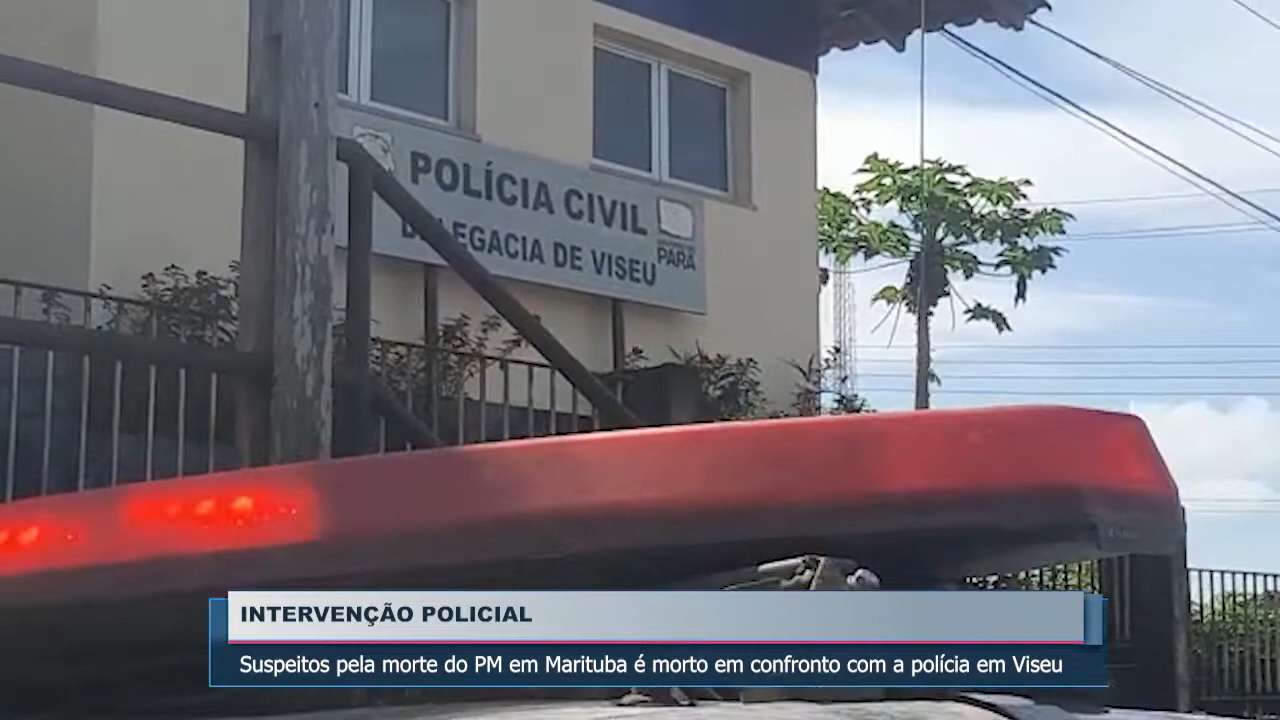 POLÍCIA CIVIL
DELEGACIA DE VISEU
PARÁ
INTERVENÇÃO POLICIAL
Suspeitos pela morte do PM em Marituba é morto em confronto com a polícia em Viseu